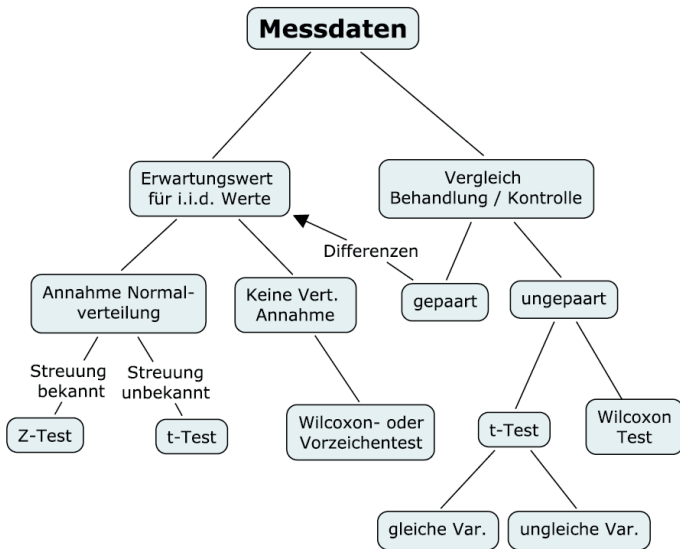 Messdaten
Erwartungswert
für i.i.d. Werte
Vergleich
Behandlung / Kontrolle
Differenzen
Annahme Normal-
verteilung
Keine Vert.
Annahme
gepaart
ungepaart
Streuung
bekannt
Streuung
unbekannt
Z-Test
t-Test
Wilcoxon- oder
Vorzeichentest
t-Test
Wilcoxon
Test
gleiche Var.
ungleiche Var.